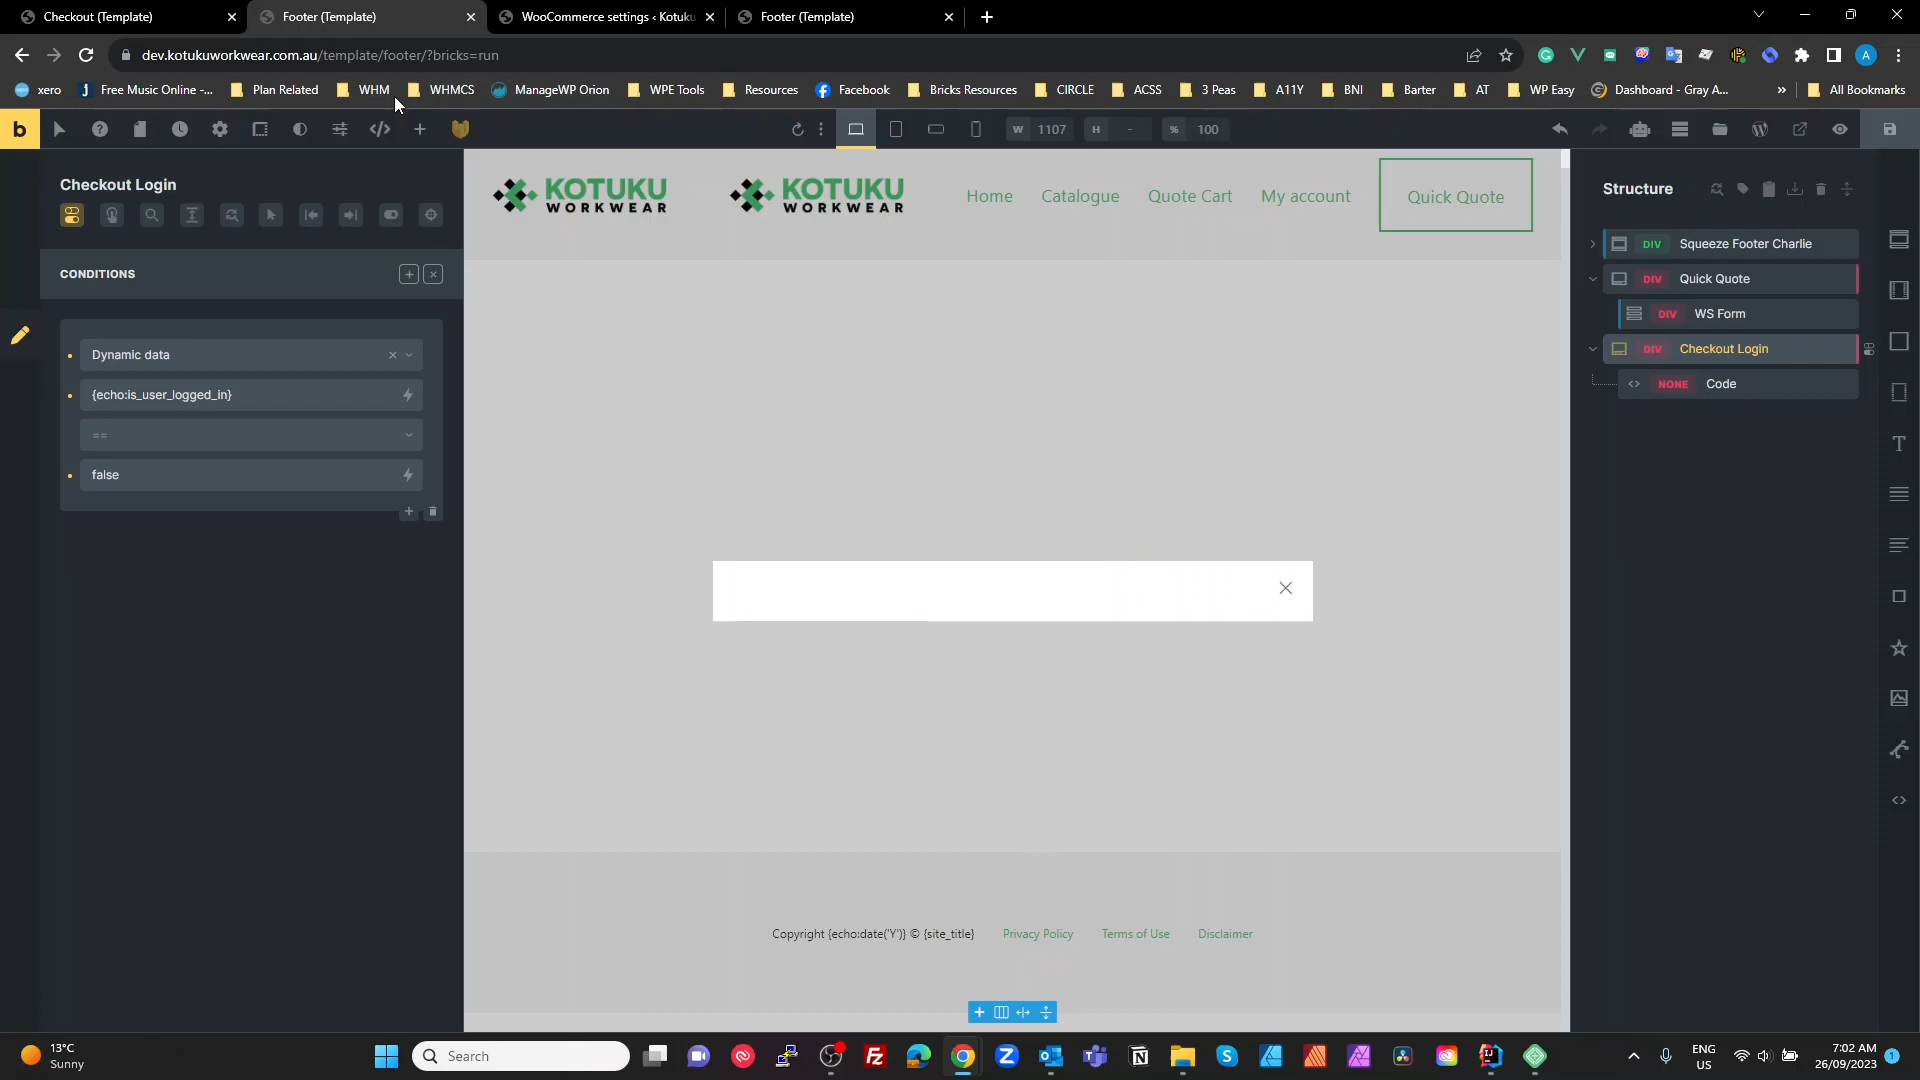 Checkout (Template)
Footer (Template)
WooCommerce settings ‹ Kotuku
Footer (Template)
dev.kotukuworkwear.com.au/template/footer/?bricks=run
A
xero
Free Music Online -...
Plan Related
WHM
WHMCS
ManageWP Orion
WPE Tools
Resources
Facebook
Bricks Resources
CIRCLE
ACSS
3 Peas
A11Y
BNI
Barter
AT
WP Easy
Dashboard - Gray A...
»
All Bookmarks
b
W 1107
H -
% 100
Checkout Login
CONDITIONS
Dynamic data
{echo:is_user_logged_in}
==
false
KOTUKU
WORKWEAR
KOTUKU
WORKWEAR
Home
Catalogue
Quote Cart
My account
Quick Quote
Copyright {echo:date('Y')} © {site_title}
Privacy Policy
Terms of Use
Disclaimer
Structure
DIV Squeeze Footer Charlie
DIV Quick Quote
DIV WS Form
DIV Checkout Login
NONE Code
13°C
Sunny
Search
ENG
US
7:02 AM
26/09/2023
1